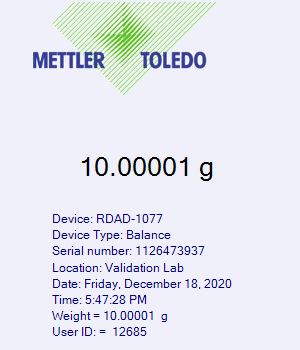 METTLER TOLEDO
10.00001 g
Device: RDAD-1077
Device Type: Balance
Serial number: 1126473937
Location: Validation Lab
Date: Friday, December 18, 2020
Time: 5:47:28 PM
Weight = 10.00001  g
User ID: =  12685